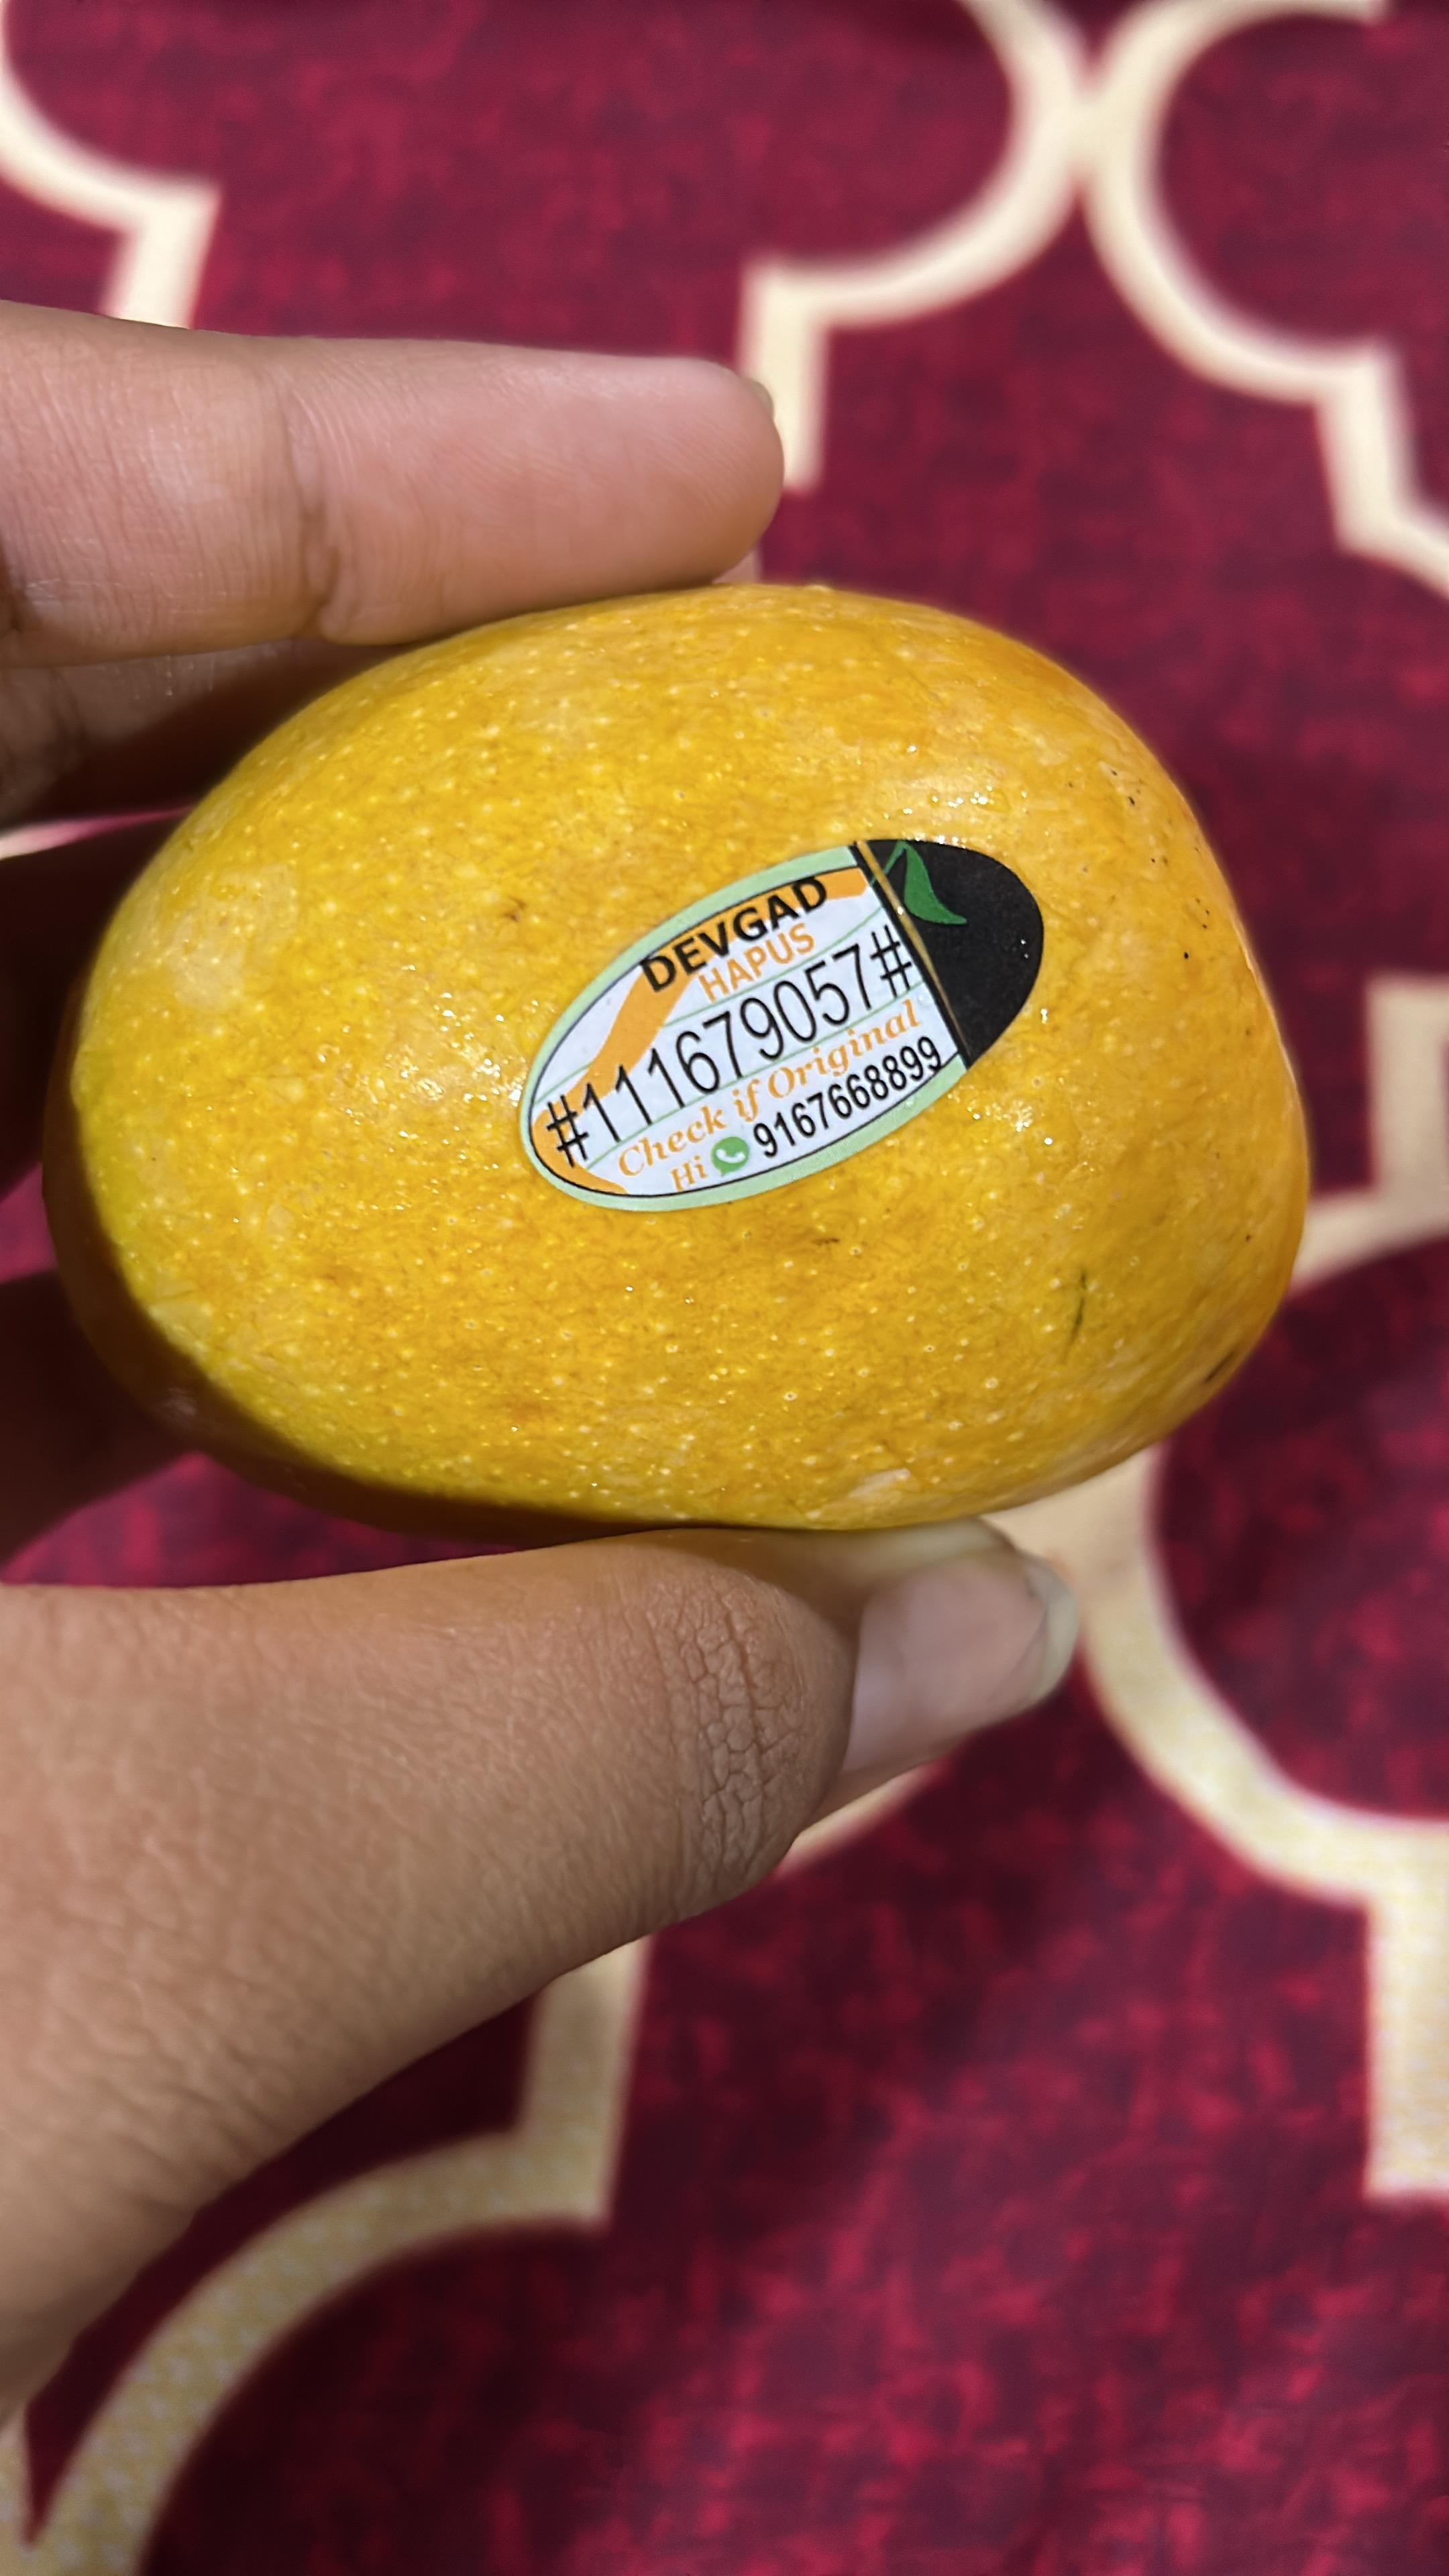 DEVGAD
HAPUS
#111679057#
Check if Original
Hi 9167668899